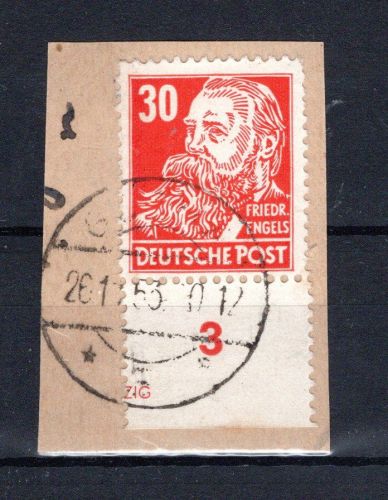 30
FRIEDR.
ENGELS
DEUTSCHE POST
3
ZIG